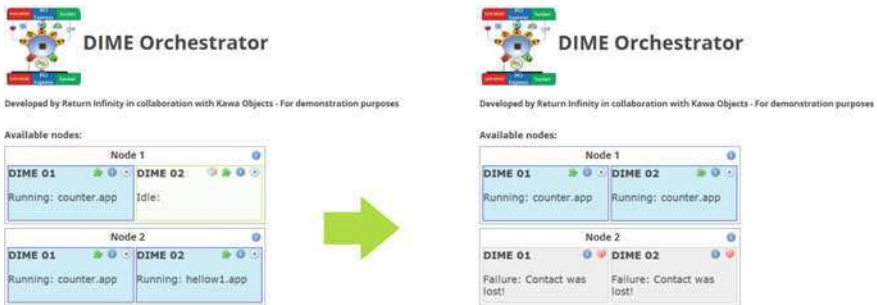 DIME Orchestrator
Developed by Return Infinity in collaboration with Kawa Objects - For demonstration purposes
Available nodes:
Node 1
DIME 01
DIME 02
Running: counter.app
Idle:
Node 2
DIME 01
DIME 02
Running: counter.app
Running: hellow1.app
DIME Orchestrator
Developed by Return Infinity in collaboration with Kawa Objects - For demonstration purposes
Available nodes:
Node 1
DIME 01
DIME 02
Running: counter.app
Running: counter.app
Node 2
DIME 01
DIME 02
Failure: Contact was
lost!
Failure: Contact was
lost!